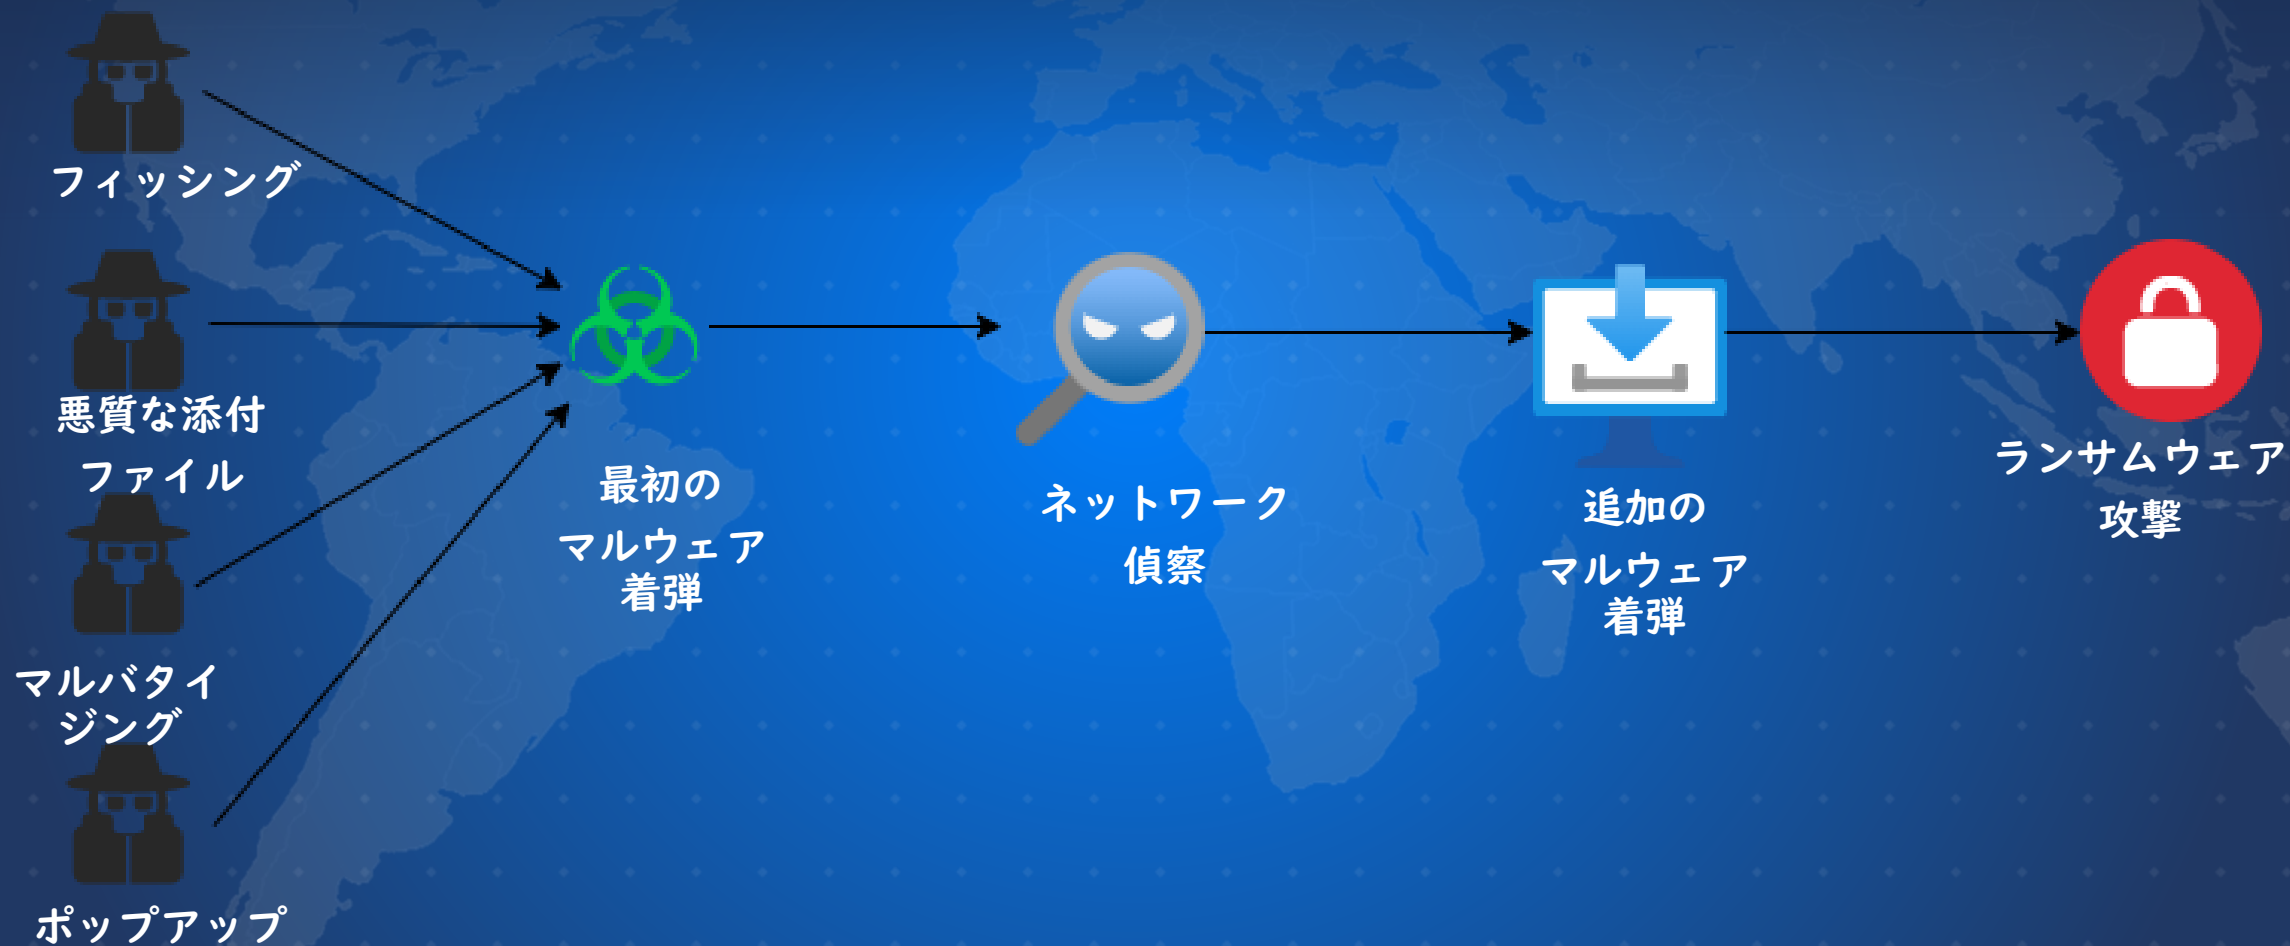 フィッシング
悪質な添付
ファイル
マルバタイ
ジング
ポップアップ
最初の
マルウェア
着弾
ネットワーク
偵察
追加の
マルウェア
着弾
ランサムウェア
攻撃